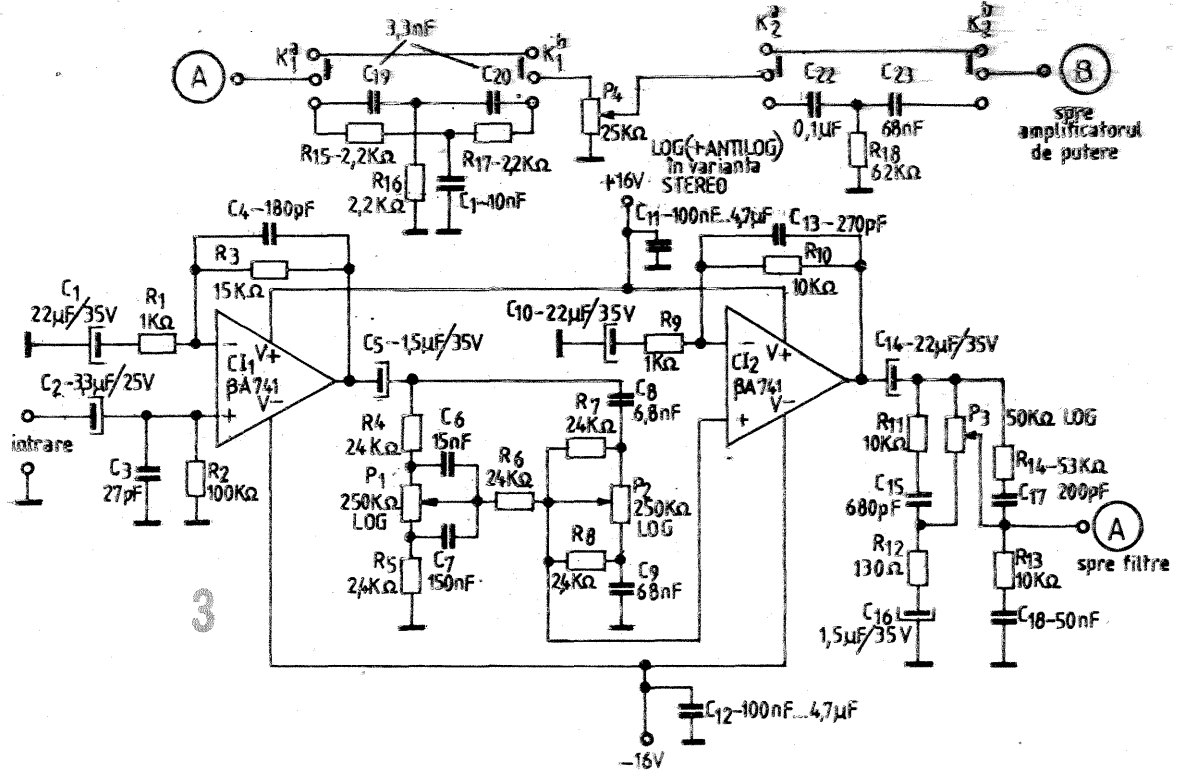 3,3nF
K1a
K1b
K2a
K2b
A
C19
C20
C22
C23
B
P4
25KΩ
0,1µF
68nF
spre
amplificatorul
de putere
R15-2,2KΩ
R17-2,2KΩ
LOG(+ANTILOG)
în varianta
STEREO
R18
62KΩ
R16
2,2KΩ
C1-10nF
+16V
C4-180pF
C11-100nF...4,7µF
C13-270pF
R3
15KΩ
R10
10KΩ
C1
22µF/35V
R1
1KΩ
C10-22µF/35V
R9
1KΩ
C5-1,5µF/35V
C14-22µF/35V
-
V+
CI1
βA741
V-
+
-
V+
CI2
βA741
V-
+
C2-33µF/25V
intrare
C3
27pF
R2
100KΩ
R4
24KΩ
C6
15nF
R7
24KΩ
C8
6,8nF
R6
24KΩ
P1
250KΩ
LOG
P2
250KΩ
LOG
R11
10KΩ
P3
50KΩ LOG
R14-53KΩ
C15
680pF
C17
200pF
A
spre filtre
R5
2,4KΩ
C7
150nF
R8
2,4KΩ
C9
68nF
R12
130Ω
R13
10KΩ
C16
1,5µF/35V
C18-50nF
3
C12-100nF...4,7µF
-16V